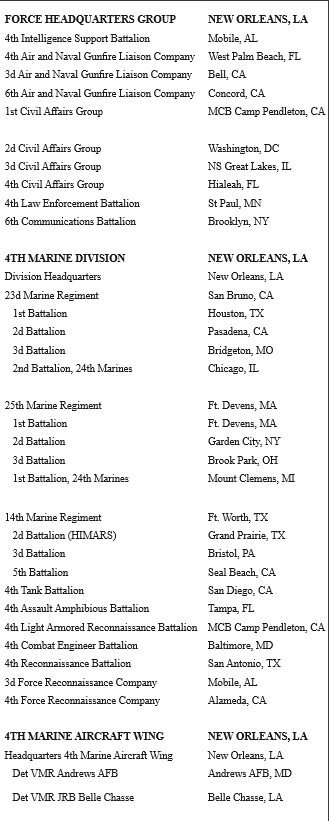 FORCE HEADQUARTERS GROUP NEW ORLEANS, LA
4th Intelligence Support Battalion Mobile, AL
4th Air and Naval Gunfire Liaison Company West Palm Beach, FL
3d Air and Naval Gunfire Liaison Company Bell, CA
6th Air and Naval Gunfire Liaison Company Concord, CA
1st Civil Affairs Group MCB Camp Pendleton, CA
2d Civil Affairs Group Washington, DC
3d Civil Affairs Group NS Great Lakes, IL
4th Civil Affairs Group Hialeah, FL
4th Law Enforcement Battalion St Paul, MN
6th Communications Battalion Brooklyn, NY
4TH MARINE DIVISION NEW ORLEANS, LA
Division Headquarters New Orleans, LA
23d Marine Regiment San Bruno, CA
1st Battalion Houston, TX
2d Battalion Pasadena, CA
3d Battalion Bridgeton, MO
2nd Battalion, 24th Marines Chicago, IL
25th Marine Regiment Ft. Devens, MA
1st Battalion Ft. Devens, MA
2d Battalion Garden City, NY
3d Battalion Brook Park, OH
1st Battalion, 24th Marines Mount Clemens, MI
14th Marine Regiment Ft. Worth, TX
2d Battalion (HIMARS) Grand Prairie, TX
3d Battalion Bristol, PA
5th Battalion Seal Beach, CA
4th Tank Battalion San Diego, CA
4th Assault Amphibious Battalion Tampa, FL
4th Light Armored Reconnaissance Battalion MCB Camp Pendleton, CA
4th Combat Engineer Battalion Baltimore, MD
4th Reconnaissance Battalion San Antonio, TX
3d Force Reconnaissance Company Mobile, AL
4th Force Reconnaissance Company Alameda, CA
4TH MARINE AIRCRAFT WING NEW ORLEANS, LA
Headquarters 4th Marine Aircraft Wing New Orleans, LA
Det VMR Andrews AFB Andrews AFB, MD
Det VMR JRB Belle Chasse Belle Chasse, LA